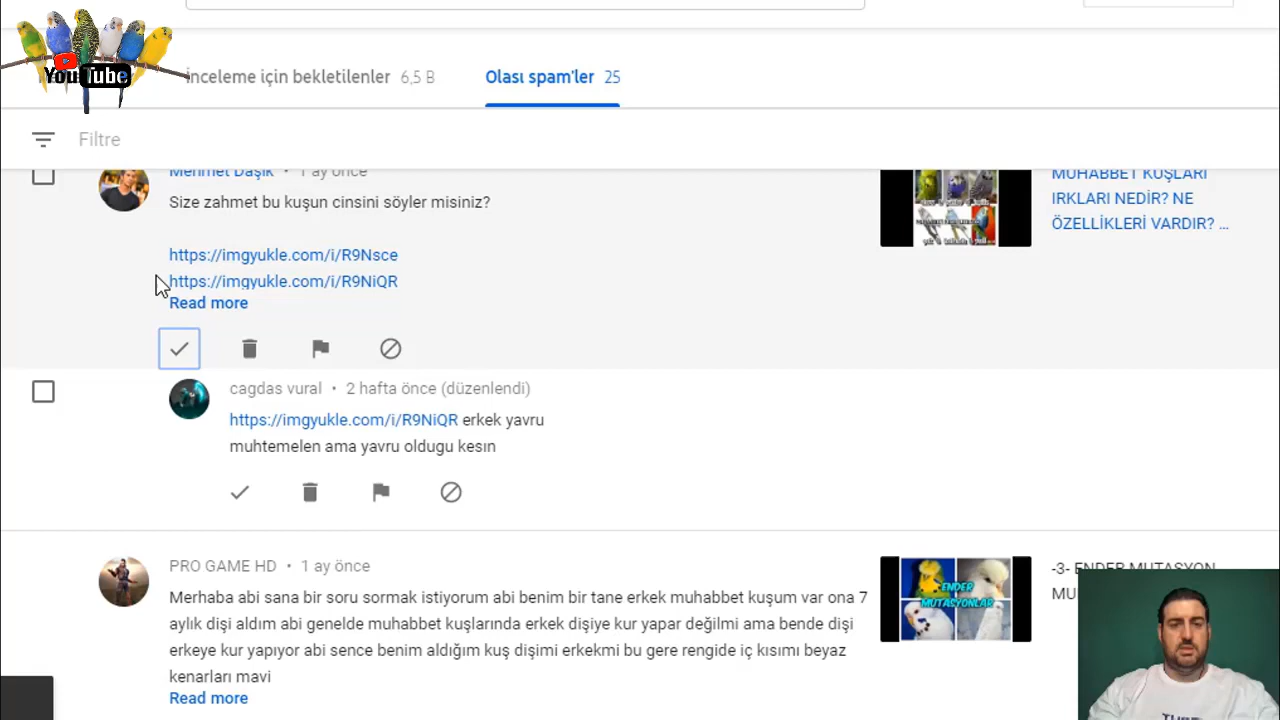 YouTube
İnceleme için bekletilenler 6,5 B
Olası spam'ler 25
Filtre
Mehmet Daşık • 1 ay önce
Size zahmet bu kuşun cinsini söyler misiniz?
https://imgyukle.com/i/R9Nsce
https://imgyukle.com/i/R9NiQR
Read more
MUHABBET KUŞLARI
IRKLARI NEDİR? NE
ÖZELLİKLERİ VARDIR? ...
cagdas vural • 2 hafta önce (düzenlendi)
https://imgyukle.com/i/R9NiQR erkek yavru
muhtemelen ama yavru oldugu kesın
PRO GAME HD • 1 ay önce
Merhaba abi sana bir soru sormak istiyorum abi benim bir tane erkek muhabbet kuşum var ona 7
aylık dişi aldım abi genelde muhabbet kuşlarında erkek dişiye kur yapar değilmi ama bende dişi
erkeye kur yapıyor abi sence benim aldığım kuş dişimi erkekmi bu gere rengide iç kısımı beyaz
kenarları mavi
Read more
ENDER
MUTASYONLAR
-3- ENDER MUTASYON
MU